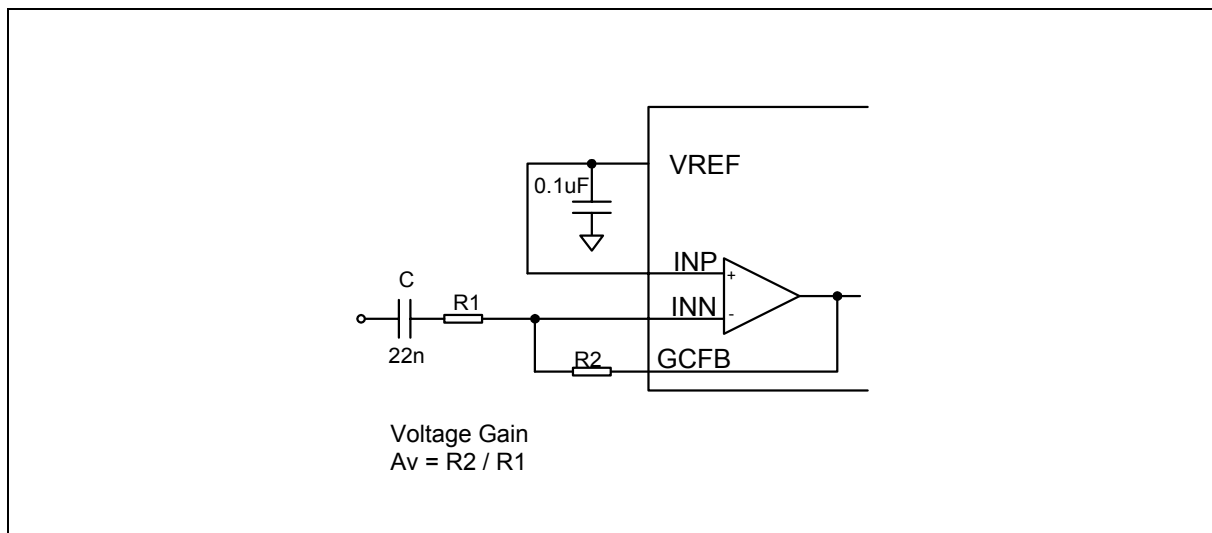 VREF
0.1uF
INP
+
C
R1
INN
-
22n
R2
GCFB
Voltage Gain
Av = R2 / R1